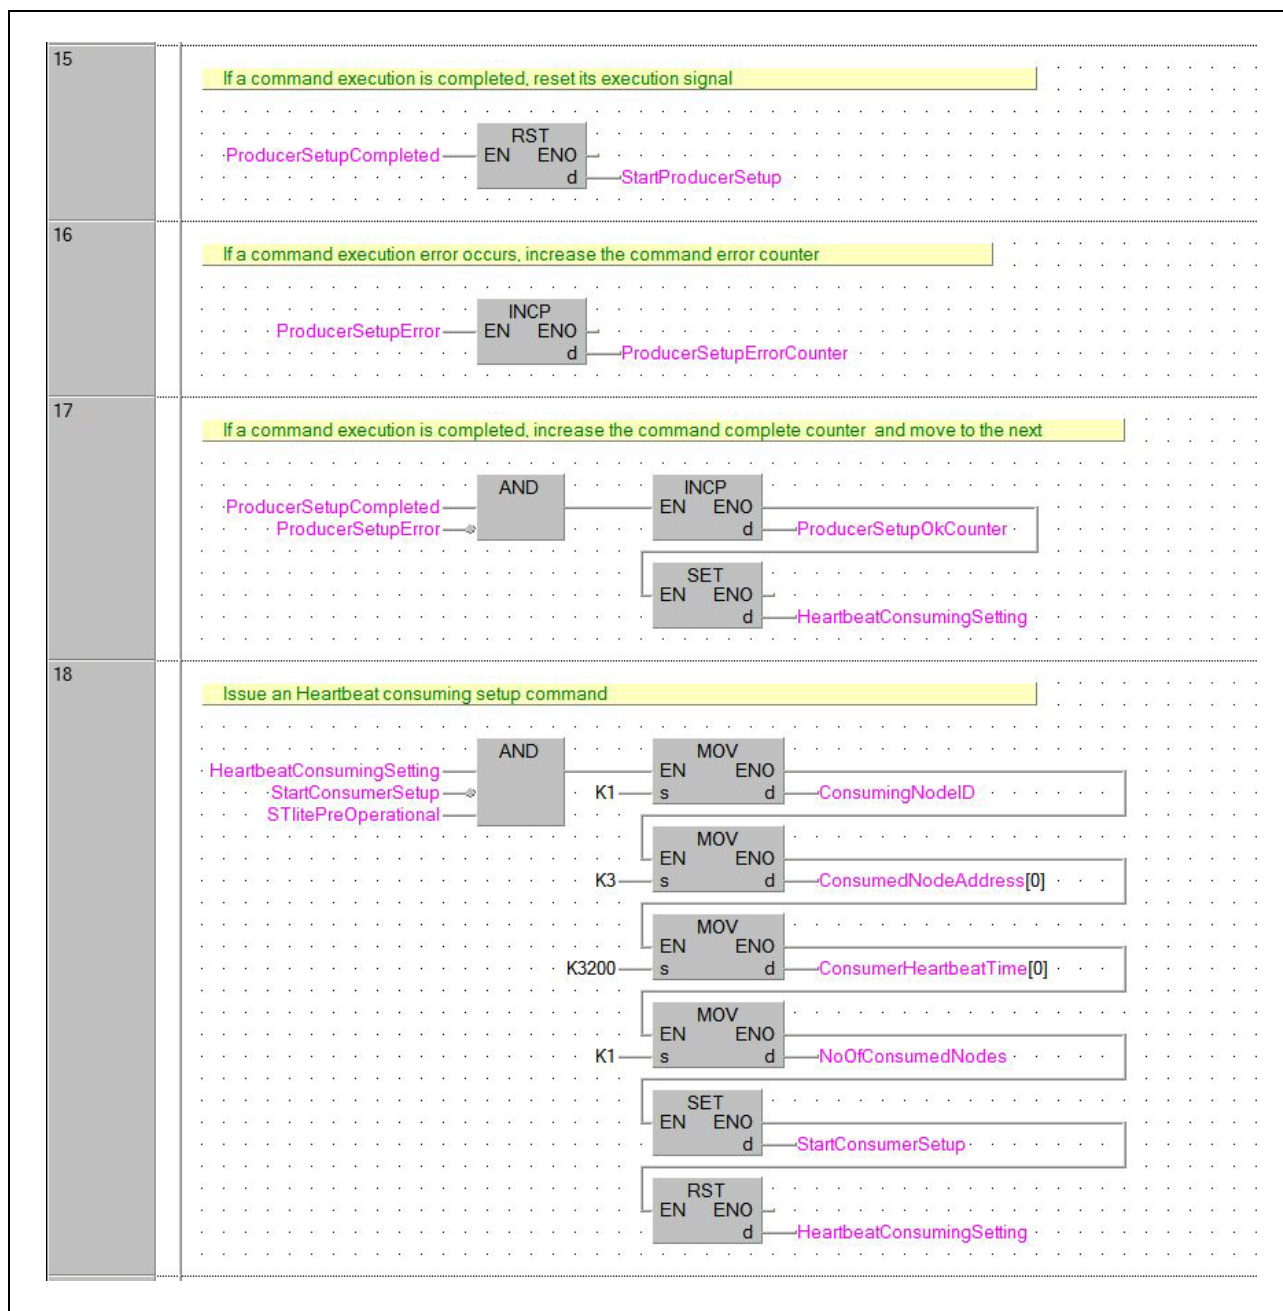 15
If a command execution is completed, reset its execution signal
RST
ProducerSetupCompleted EN ENO
d StartProducerSetup
16
If a command execution error occurs, increase the command error counter
INCP
ProducerSetupError EN ENO
d ProducerSetupErrorCounter
17
If a command execution is completed, increase the command complete counter and move to the next
AND INCP
ProducerSetupCompleted EN ENO
ProducerSetupError d ProducerSetupOkCounter
SET
EN ENO
d HeartbeatConsumingSetting
18
Issue an Heartbeat consuming setup command
AND MOV
HeartbeatConsumingSetting EN ENO
StartConsumerSetup K1 s d ConsumingNodeID
STlitePreOperational
MOV
EN ENO
K3 s d ConsumedNodeAddress[0]
MOV
EN ENO
K3200 s d ConsumerHeartbeatTime[0]
MOV
EN ENO
K1 s d NoOfConsumedNodes
SET
EN ENO
d StartConsumerSetup
RST
EN ENO
d HeartbeatConsumingSetting